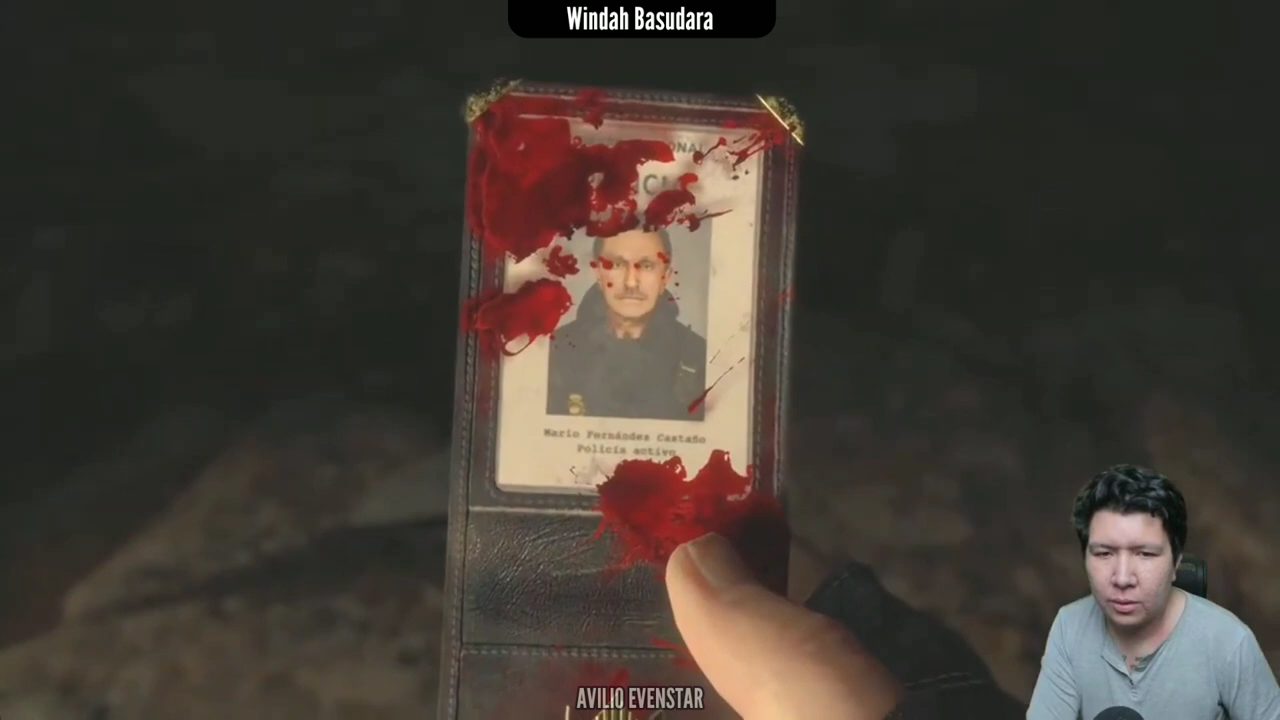 Windah Basudara
Mario Fernández Castaño
Policía activo
AVILIO EVENSTAR